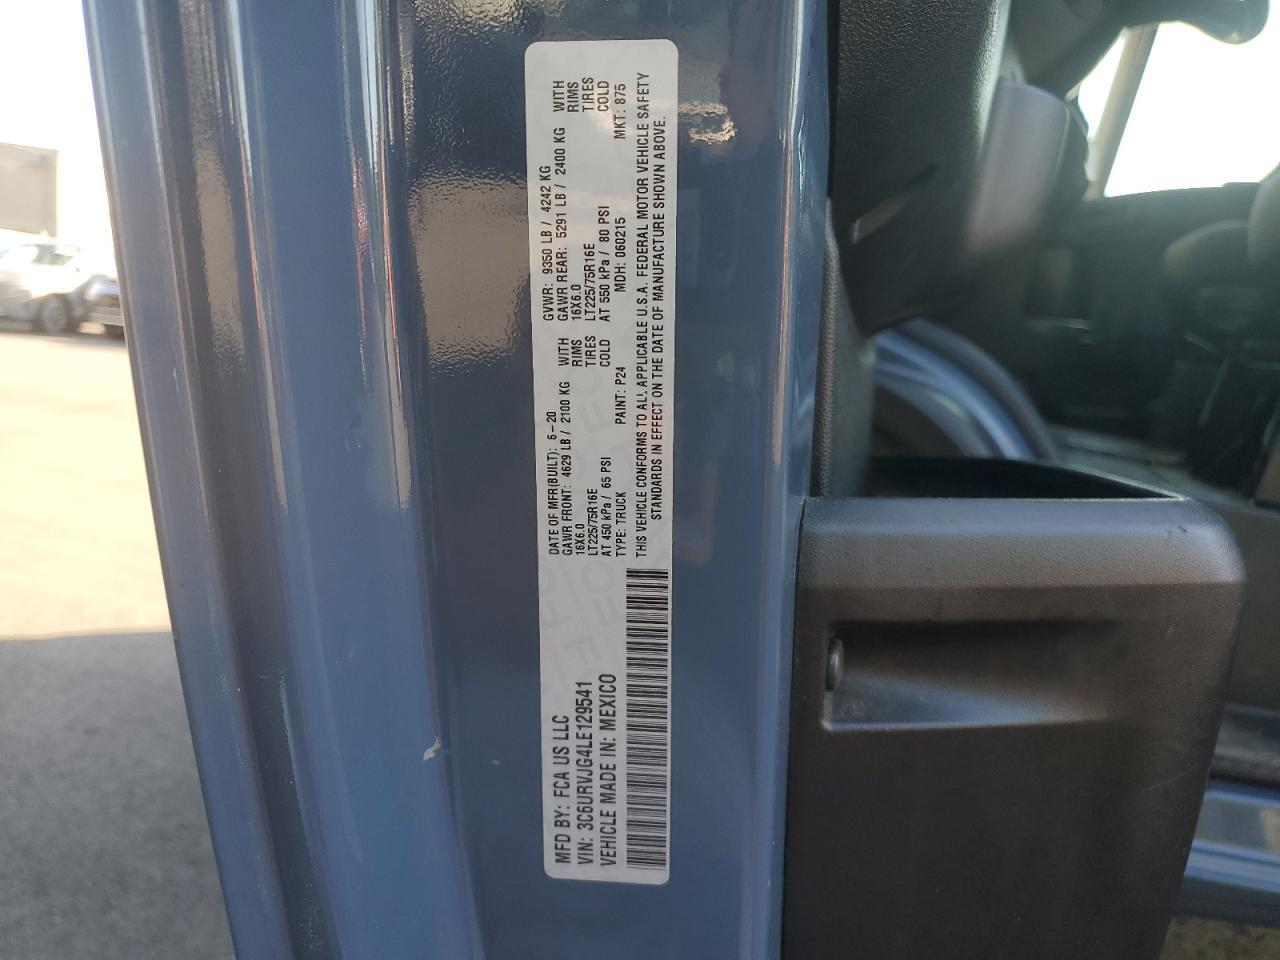 MFD BY: FCA US LLC
VIN: 3C6URVJG4LE129541
VEHICLE MADE IN: MEXICO
DATE OF MFR(BUILT): 6-20 GVWR: 9350 LB / 4242 KG
GAWR FRONT: 4629 LB / 2100 KG WITH GAWR REAR: 5291 LB / 2400 KG WITH
16X6.0 RIMS 16X6.0 RIMS
LT225/75R16E TIRES LT225/75R16E TIRES
AT 450 kPa / 65 PSI COLD AT 550 kPa / 80 PSI COLD
TYPE: TRUCK PAINT: P24 MDH: 060215 MKT: 875
THIS VEHICLE CONFORMS TO ALL APPLICABLE U.S.A. FEDERAL MOTOR VEHICLE SAFETY
STANDARDS IN EFFECT ON THE DATE OF MANUFACTURE SHOWN ABOVE.